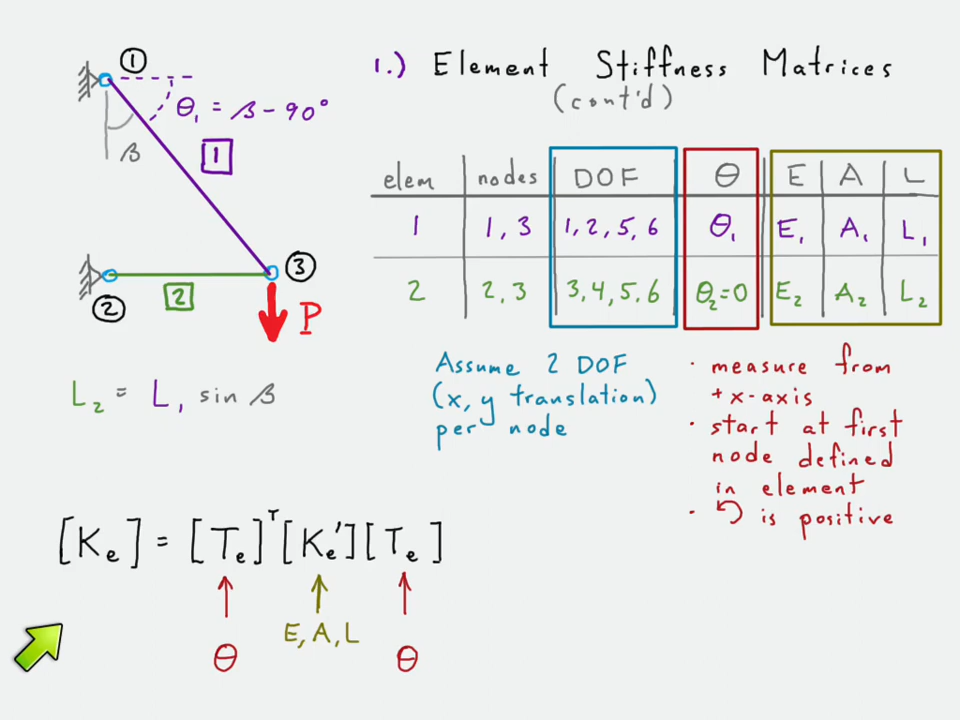 1.) Element Stiffness Matrices
(cont'd)
1
θ₁ = β - 90°
β
1
3
2
2
P
L₂ = L₁ sin β
elem nodes DOF θ E A L
1 1, 3 1, 2, 5, 6 θ₁ E₁ A₁ L₁
2 2, 3 3, 4, 5, 6 θ₂=0 E₂ A₂ L₂
Assume 2 DOF
(x, y translation)
per node
· measure from
+x-axis
· start at first
node defined
in element
· ↺ is positive
[Kₑ] = [Tₑ]ᵀ[Kₑ'][Tₑ]
θ
E, A, L
θ